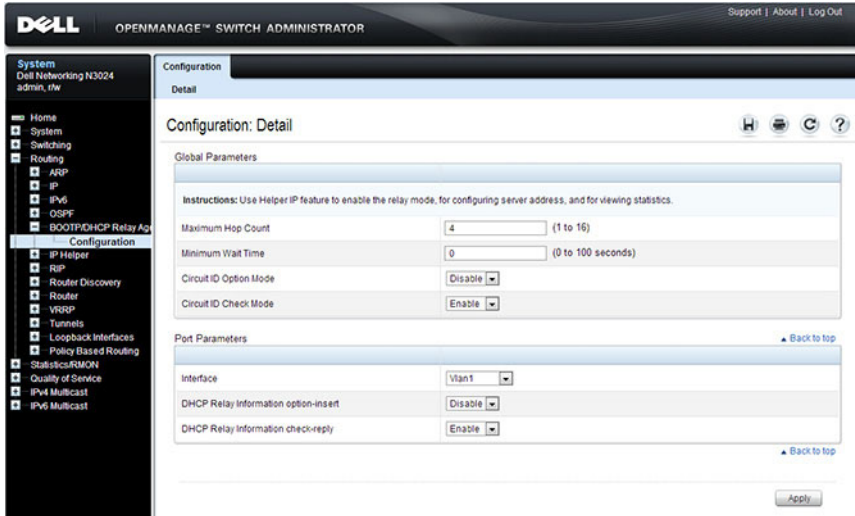 Support | About | Log Out
DELL OPENMANAGE™ SWITCH ADMINISTRATOR
System
Dell Networking N3024
admin, r/w
Home
System
Switching
Routing
ARP
IP
IPv6
OSPF
BOOTP/DHCP Relay Age
Configuration
IP Helper
RIP
Router Discovery
Router
VRRP
Tunnels
Loopback Interfaces
Policy Based Routing
Statistics/RMON
Quality of Service
IPv4 Multicast
IPv6 Multicast
Configuration
Detail
Configuration: Detail
Global Parameters
Instructions: Use Helper IP feature to enable the relay mode, for configuring server address, and for viewing statistics.
Maximum Hop Count 4 (1 to 16)
Minimum Wait Time 0 (0 to 100 seconds)
Circuit ID Option Mode Disable
Circuit ID Check Mode Enable
Port Parameters Back to top
Interface Vlan1
DHCP Relay Information option-insert Disable
DHCP Relay Information check-reply Enable
Back to top
Apply